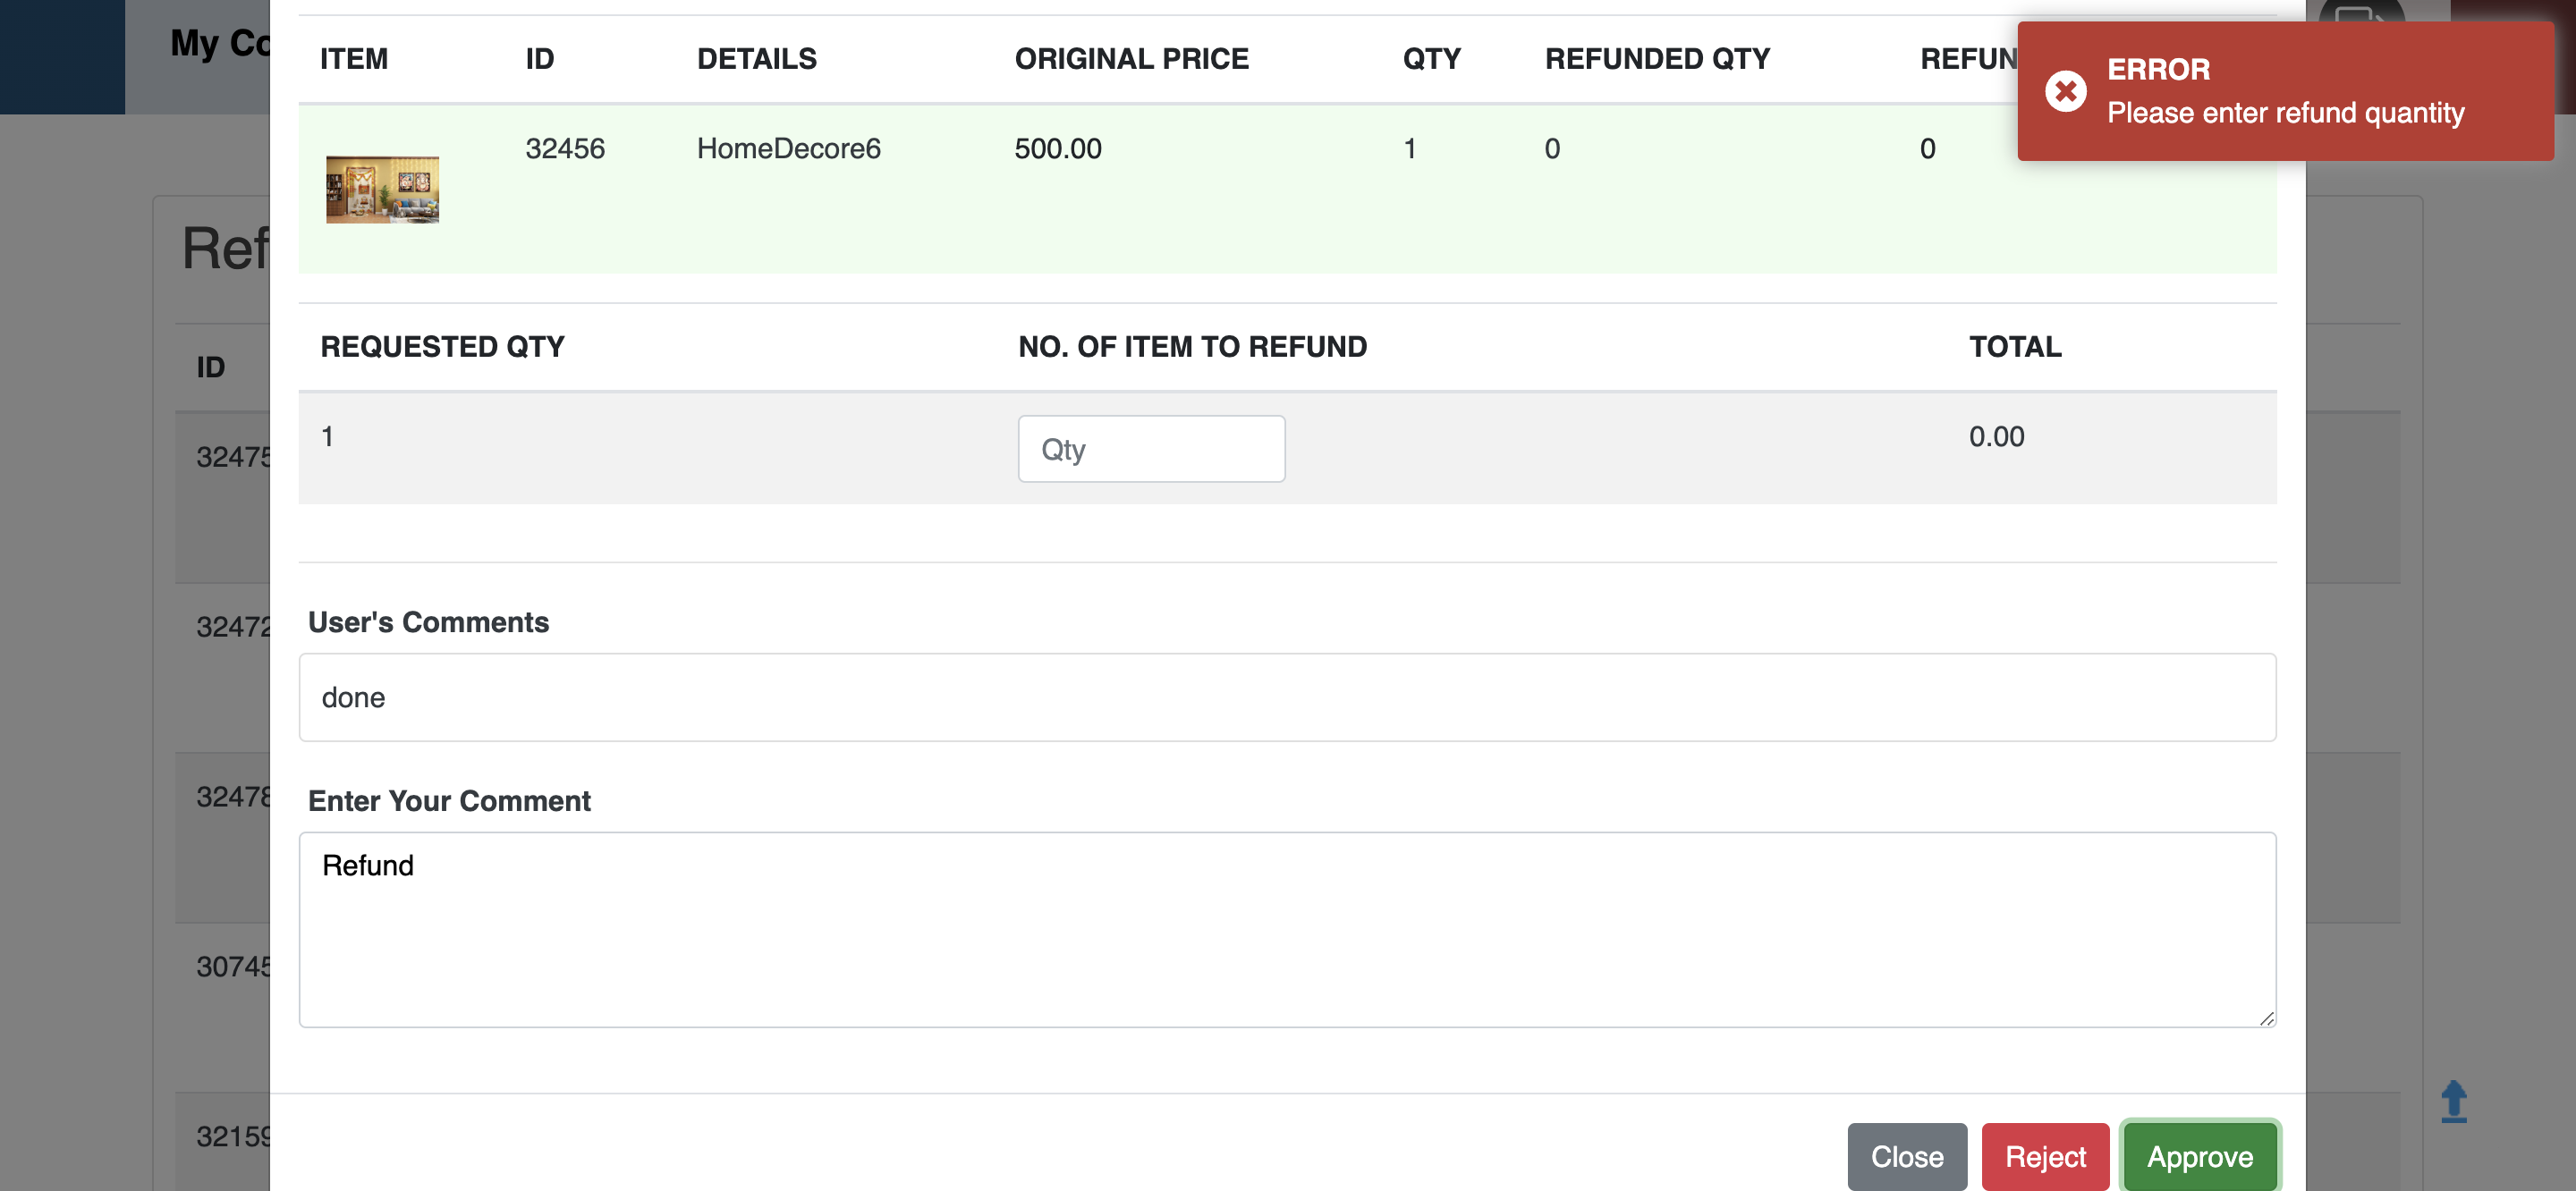 My Co
ITEM ID DETAILS ORIGINAL PRICE QTY REFUNDED QTY REFUN
ERROR
Please enter refund quantity
32456 HomeDecore6 500.00 1 0 0
Ref
REQUESTED QTY NO. OF ITEM TO REFUND TOTAL
ID
1 Qty 0.00
32475
32472
User's Comments
done
32478
Enter Your Comment
Refund
30745
32159
Close Reject Approve